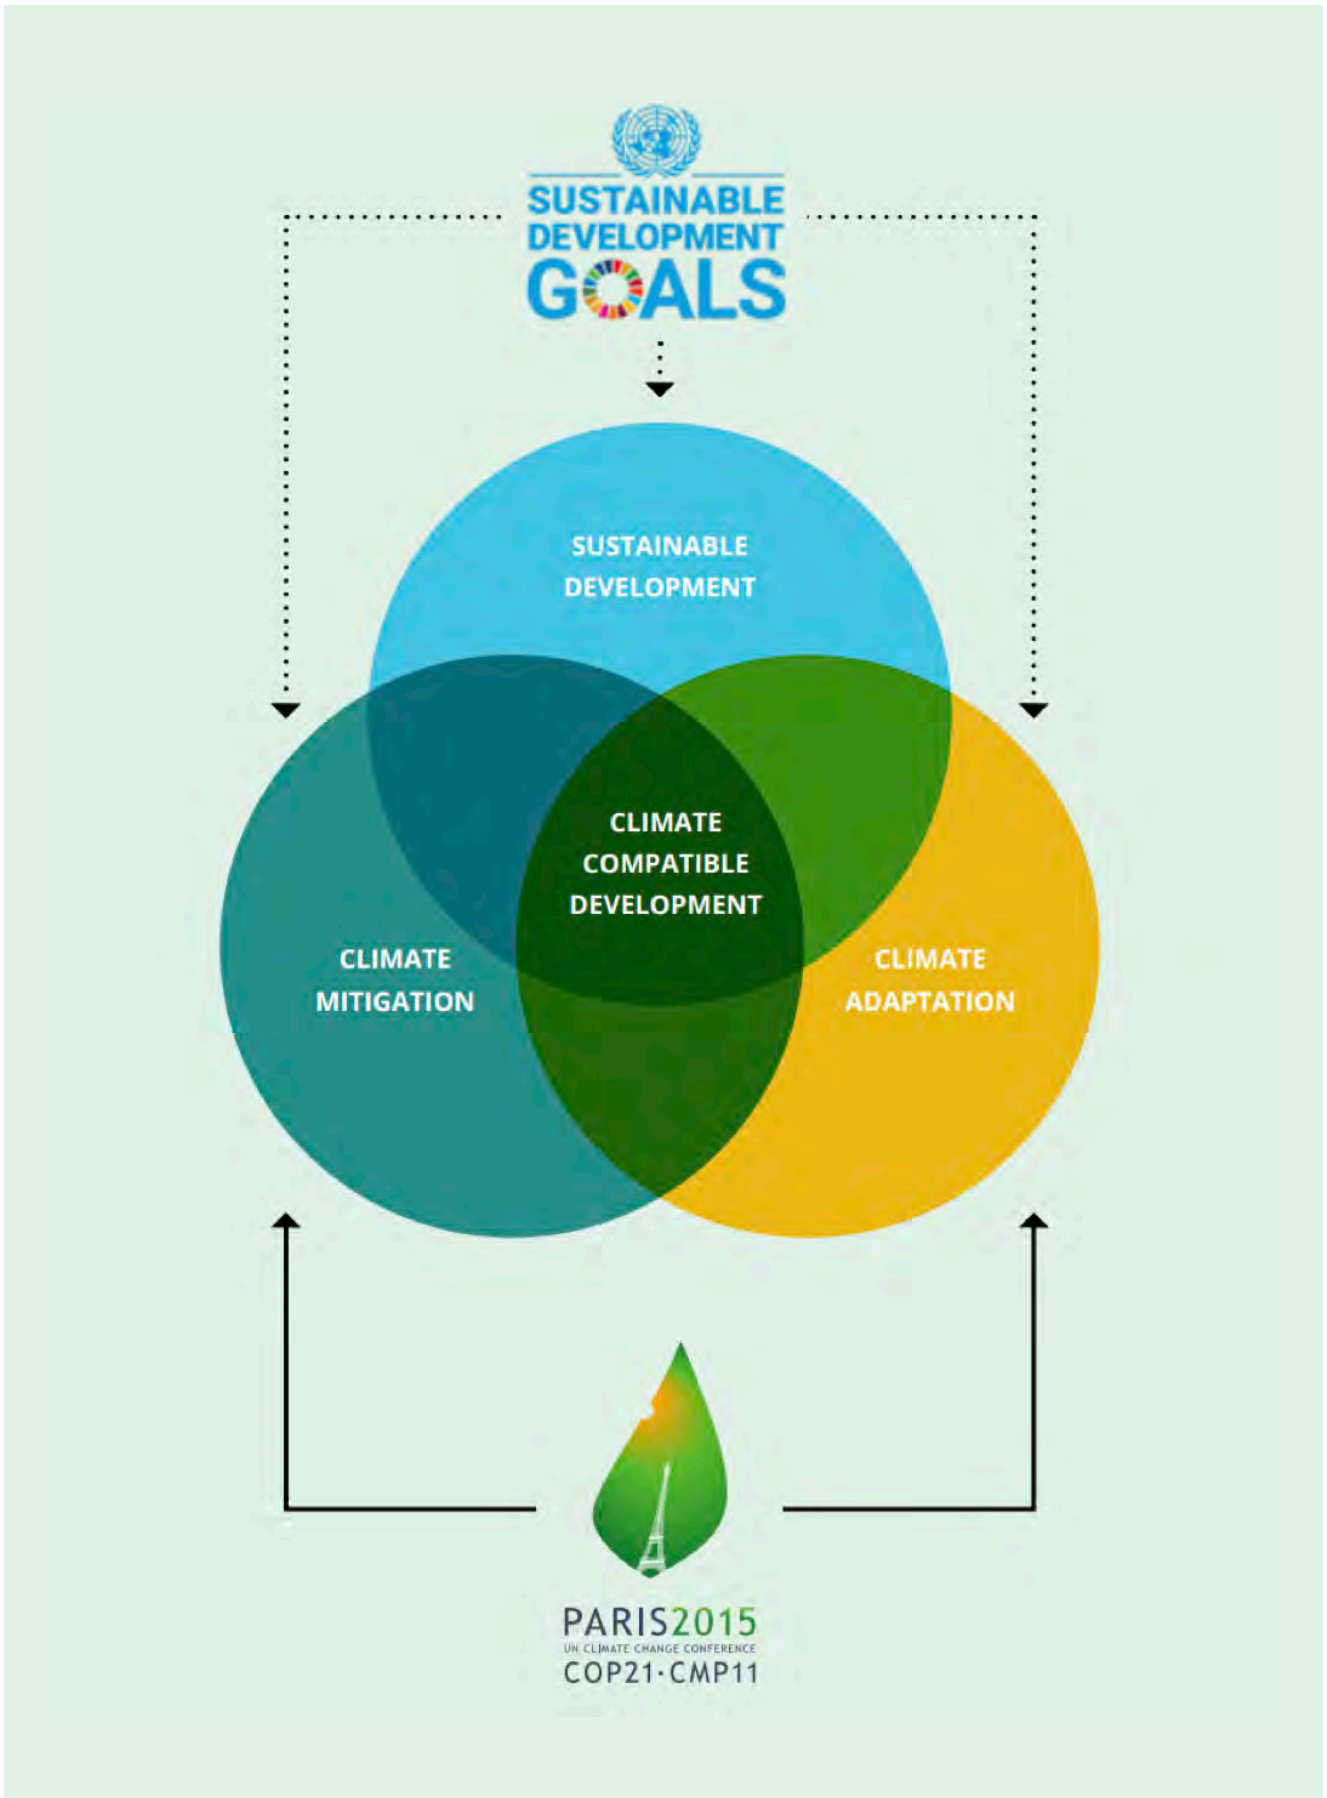 SUSTAINABLE
DEVELOPMENT
GOALS
SUSTAINABLE
DEVELOPMENT
CLIMATE
COMPATIBLE
DEVELOPMENT
CLIMATE
MITIGATION
CLIMATE
ADAPTATION
PARIS2015
UN CLIMATE CHANGE CONFERENCE
COP21·CMP11